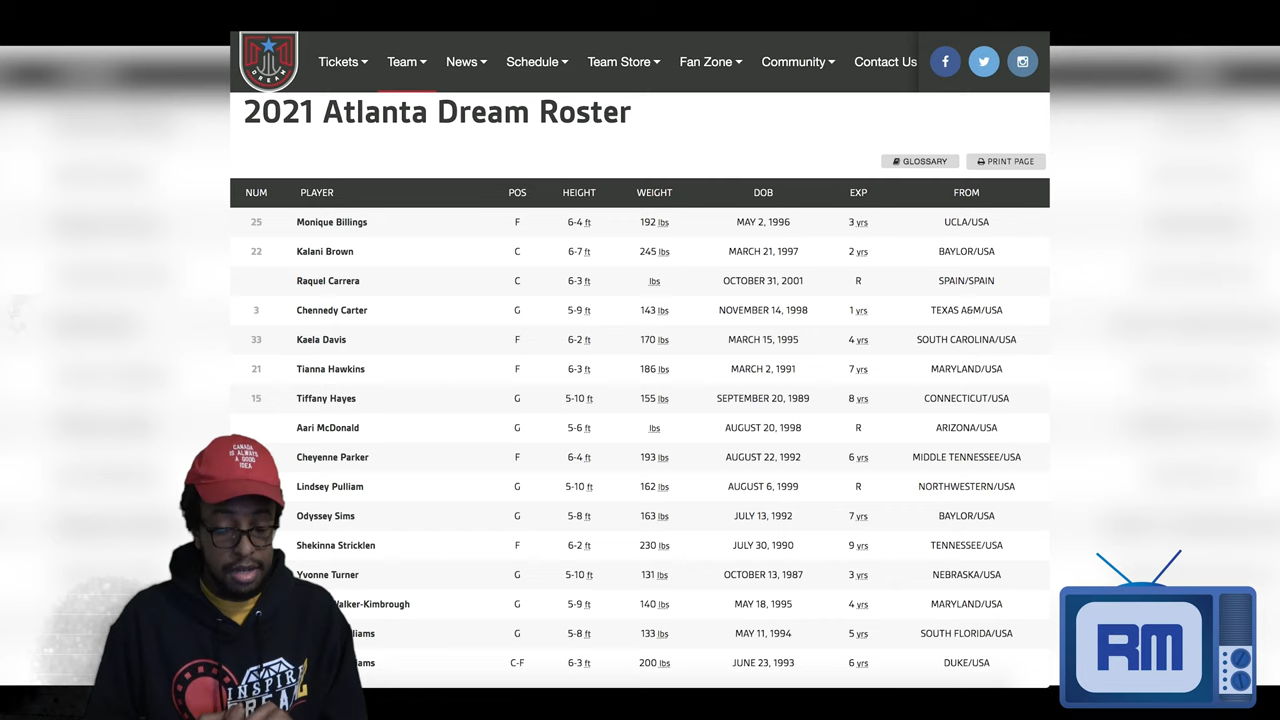 DREAM
Tickets Team News Schedule Team Store Fan Zone Community Contact Us
2021 Atlanta Dream Roster
GLOSSARY PRINT PAGE
NUM PLAYER POS HEIGHT WEIGHT DOB EXP FROM
25 Monique Billings F 6-4 ft 192 lbs MAY 2, 1996 3 yrs UCLA/USA
22 Kalani Brown C 6-7 ft 245 lbs MARCH 21, 1997 2 yrs BAYLOR/USA
Raquel Carrera C 6-3 ft lbs OCTOBER 31, 2001 R SPAIN/SPAIN
3 Chennedy Carter G 5-9 ft 143 lbs NOVEMBER 14, 1998 1 yrs TEXAS A&M/USA
33 Kaela Davis F 6-2 ft 170 lbs MARCH 15, 1995 4 yrs SOUTH CAROLINA/USA
21 Tianna Hawkins F 6-3 ft 186 lbs MARCH 2, 1991 7 yrs MARYLAND/USA
15 Tiffany Hayes G 5-10 ft 155 lbs SEPTEMBER 20, 1989 8 yrs CONNECTICUT/USA
Aari McDonald G 5-6 ft lbs AUGUST 20, 1998 R ARIZONA/USA
Cheyenne Parker F 6-4 ft 193 lbs AUGUST 22, 1992 6 yrs MIDDLE TENNESSEE/USA
Lindsey Pulliam G 5-10 ft 162 lbs AUGUST 6, 1999 R NORTHWESTERN/USA
Odyssey Sims G 5-8 ft 163 lbs JULY 13, 1992 7 yrs BAYLOR/USA
Shekinna Stricklen F 6-2 ft 230 lbs JULY 30, 1990 9 yrs TENNESSEE/USA
Yvonne Turner G 5-10 ft 131 lbs OCTOBER 13, 1987 3 yrs NEBRASKA/USA
Walker-Kimbrough G 5-9 ft 140 lbs MAY 18, 1995 4 yrs MARYLAND/USA
liams G 5-8 ft 133 lbs MAY 11, 1994 5 yrs SOUTH FLORIDA/USA
ams C-F 6-3 ft 200 lbs JUNE 23, 1993 6 yrs DUKE/USA
CANADA
IS ALWAYS
A GOOD
IDEA
INSPIRE
RM